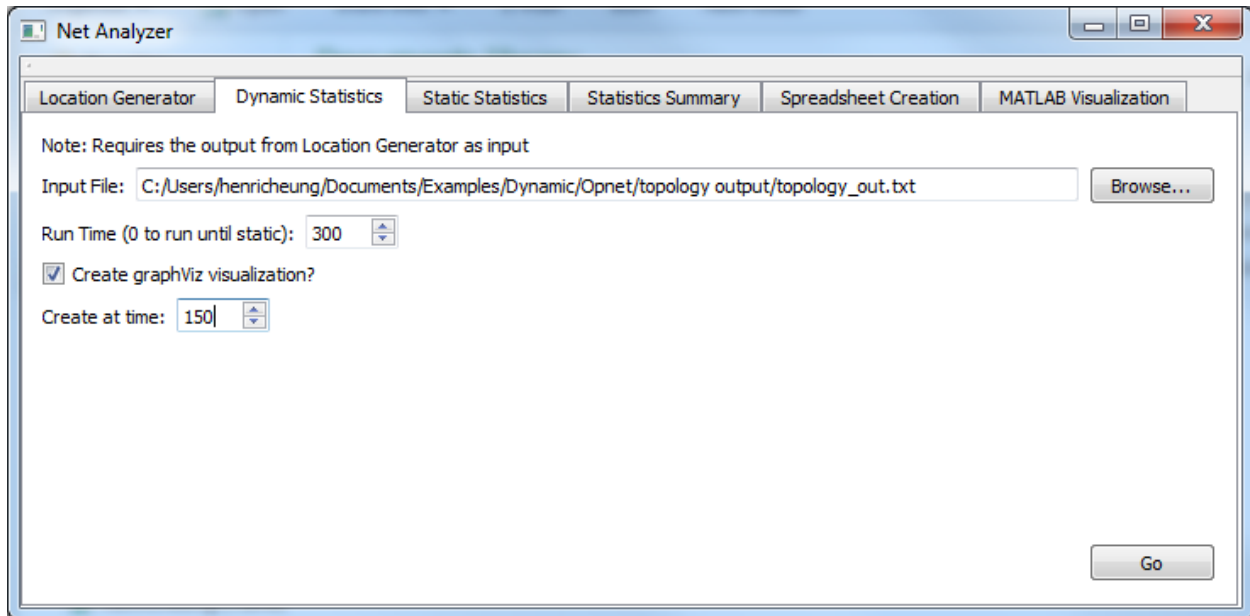 Net Analyzer
Location Generator Dynamic Statistics Static Statistics Statistics Summary Spreadsheet Creation MATLAB Visualization
Note: Requires the output from Location Generator as input
Input File: C:/Users/henricheung/Documents/Examples/Dynamic/Opnet/topology output/topology_out.txt Browse...
Run Time (0 to run until static): 300
Create graphViz visualization?
Create at time: 150
Go